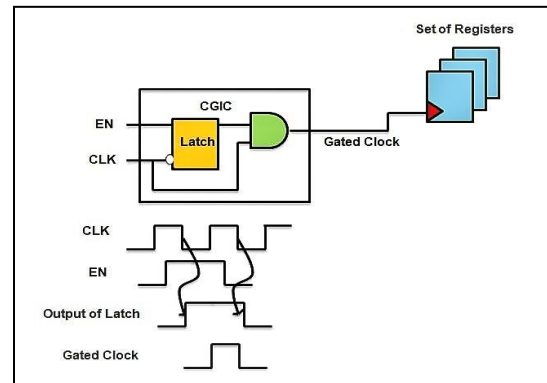 Set of Registers
CGIC
EN
Latch
CLK
Gated Clock
CLK
EN
Output of Latch
Gated Clock